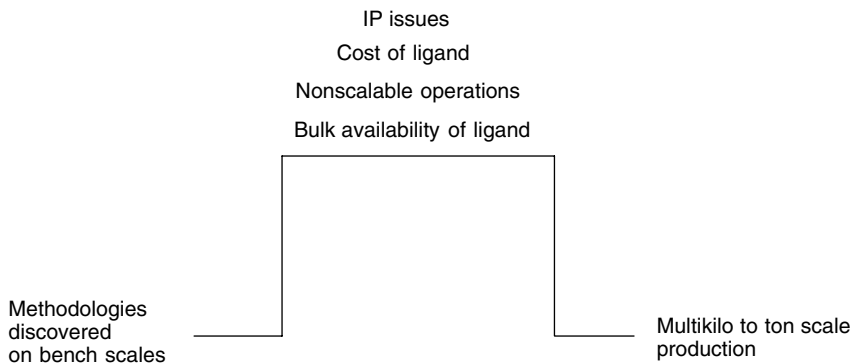 IP issues
Cost of ligand
Nonscalable operations
Bulk availability of ligand
Methodologies
discovered
on bench scales
Multikilo to ton scale
production